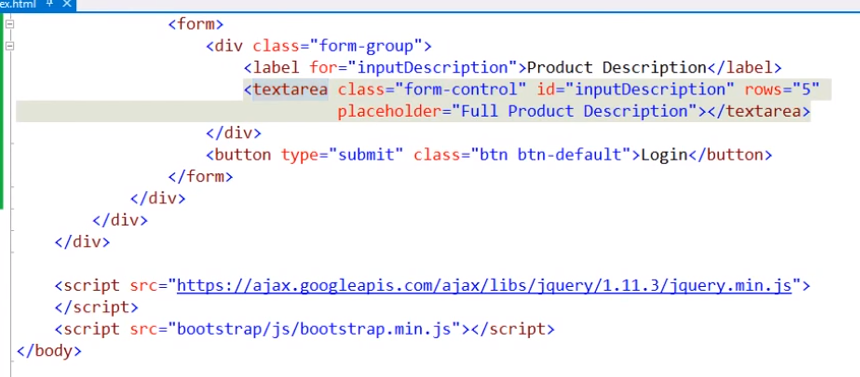 ex.html
<form>
<div class="form-group">
<label for="inputDescription">Product Description</label>
<textarea class="form-control" id="inputDescription" rows="5"
placeholder="Full Product Description"></textarea>
</div>
<button type="submit" class="btn btn-default">Login</button>
</form>
</div>
</div>
</div>
<script src="https://ajax.googleapis.com/ajax/libs/jquery/1.11.3/jquery.min.js">
</script>
<script src="bootstrap/js/bootstrap.min.js"></script>
</body>